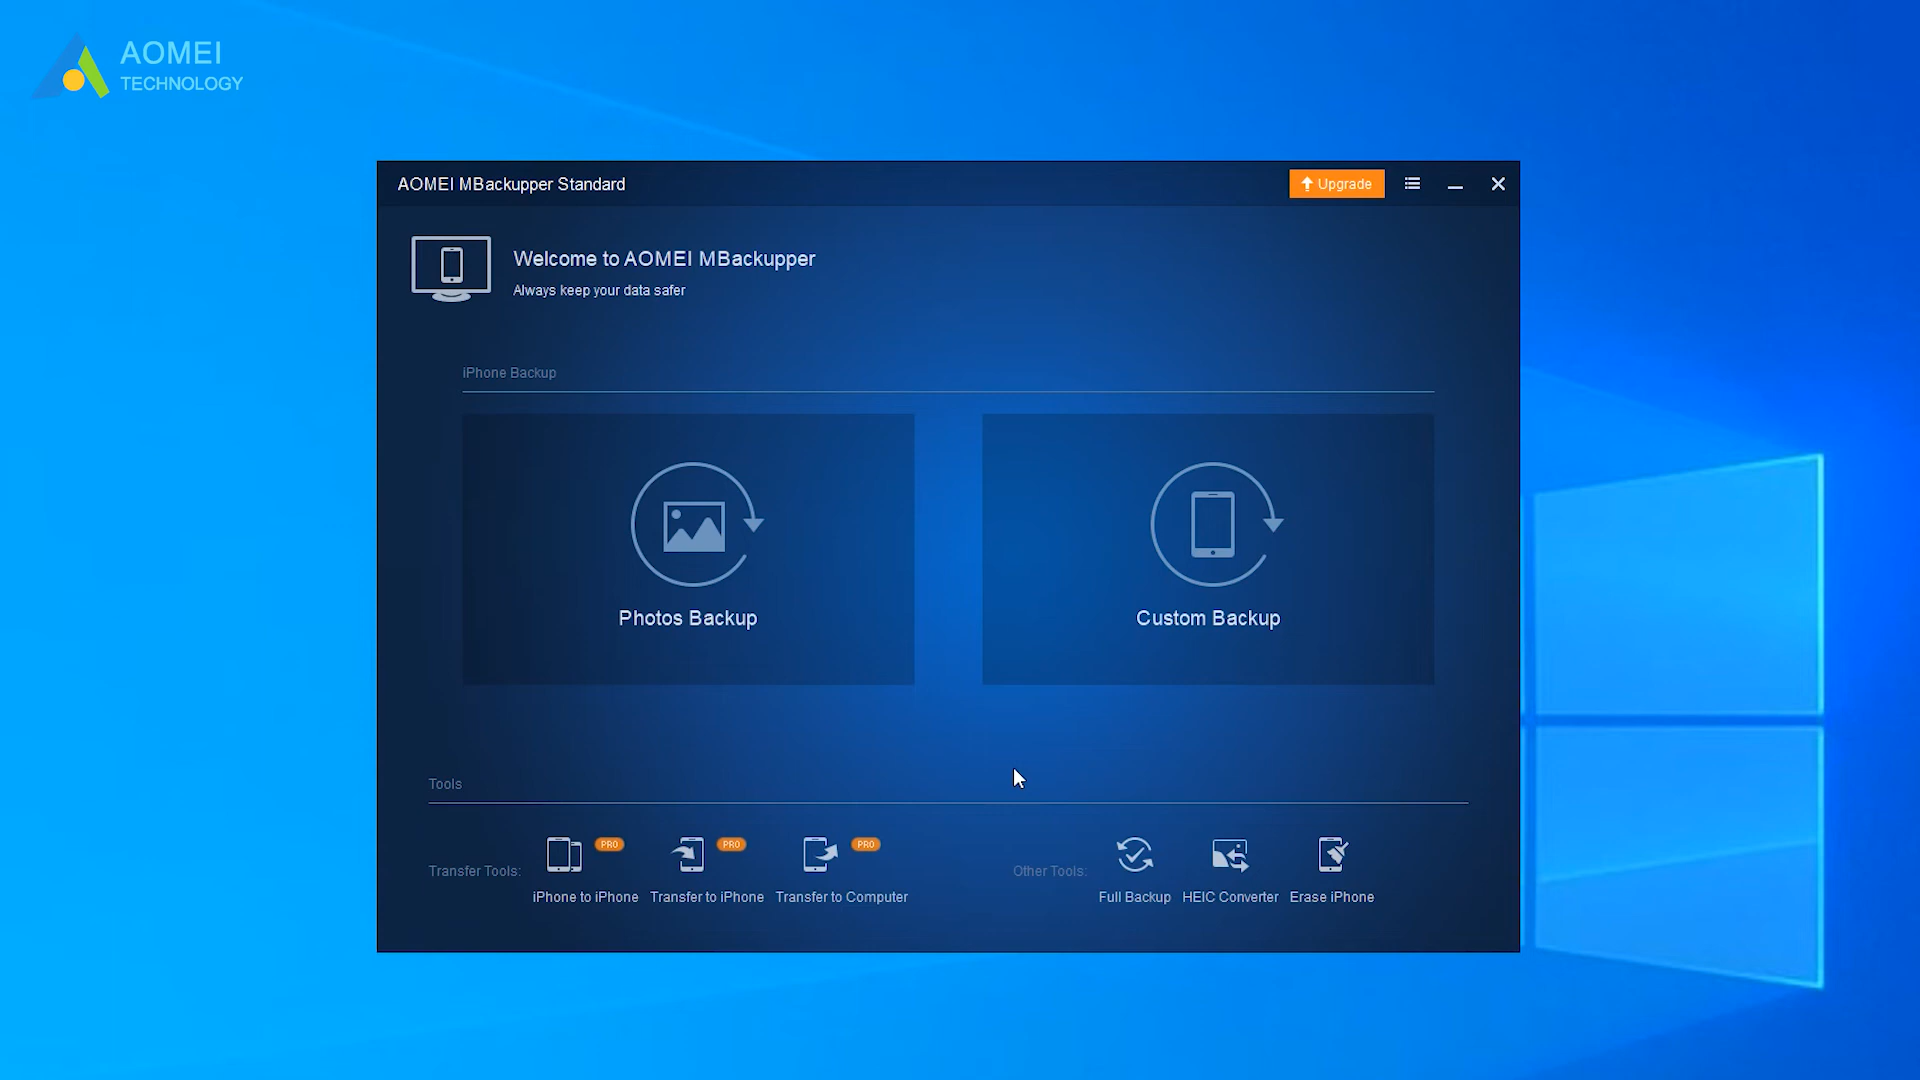 AOMEI
TECHNOLOGY
AOMEI MBackupper Standard
Upgrade
Welcome to AOMEI MBackupper
Always keep your data safer
iPhone Backup
Photos Backup
Custom Backup
Tools
Transfer Tools:
PRO
iPhone to iPhone
PRO
Transfer to iPhone
PRO
Transfer to Computer
Other Tools:
Full Backup
HEIC Converter
Erase iPhone